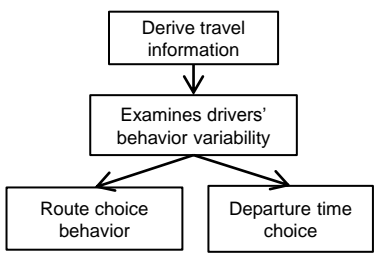 Derive travel
information
Examines drivers'
behavior variability
Route choice
behavior
Departure time
choice